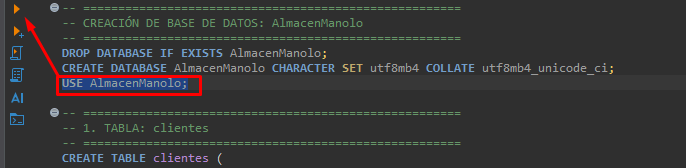 -- ==================================================
-- CREACIÓN DE BASE DE DATOS: AlmacenManolo
-- ==================================================
DROP DATABASE IF EXISTS AlmacenManolo;
CREATE DATABASE AlmacenManolo CHARACTER SET utf8mb4 COLLATE utf8mb4_unicode_ci;
USE AlmacenManolo;
-- ==================================================
-- 1. TABLA: clientes
-- ==================================================
CREATE TABLE clientes (
AI